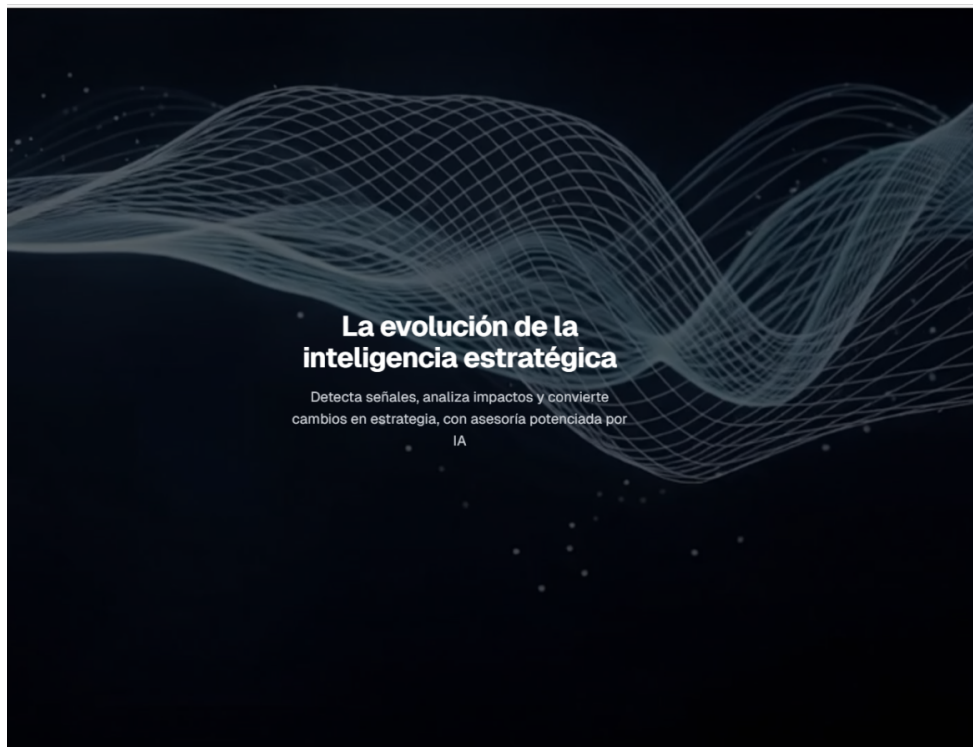 La evolución de la
inteligencia estratégica
Detecta señales, analiza impactos y convierte
cambios en estrategia, con asesoría potenciada por
IA